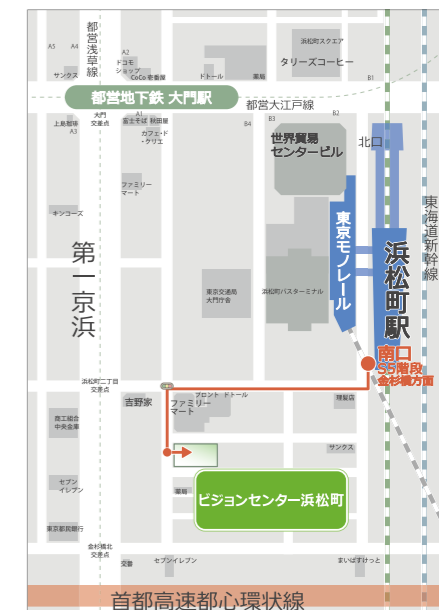 都営浅草線
A5
A4
A2
サンクス
ドコモ
ショップ
CoCo壱番屋
ドトール
薬局
浜松町スクエア
タリーズコーヒー
B1
都営地下鉄 大門駅
都営大江戸線
B2
B3
B4
A1
大門
交差点
上島珈琲
A3
富士そば
秋田屋
カフェ・ド
・クリエ
世界貿易
センタービル
北口
ファミリー
マート
キンコーズ
第一京浜
東京モノレール
浜松町駅
東海道新幹線
東京交通局
大門庁舎
浜松町バスターミナル
南口
S5階段
金杉橋方面
浜松町二丁目
交差点
吉野家
ファミリー
マート
フロント
ドトール
理髪店
商工組合
中央金庫
サンクス
セブン
イレブン
薬局
ビジョンセンター浜松町
東京都民銀行
金杉橋北
交差点
交番
セブンイレブン
まいばすけっと
首都高速都心環状線